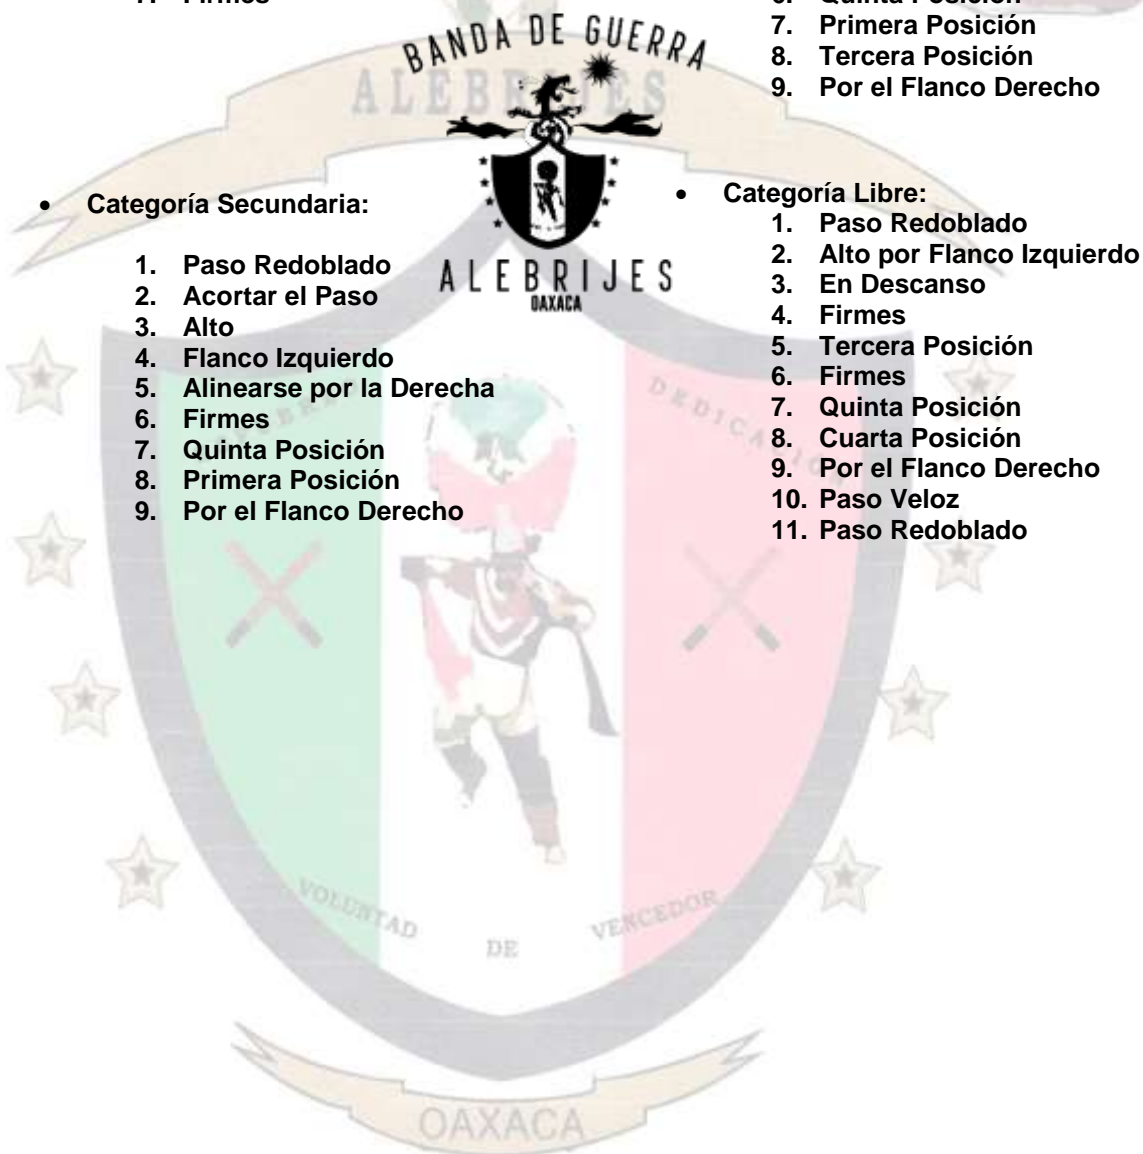 Quinta Posición
7. Primera Posición
8. Tercera Posición
9. Por el Flanco Derecho
BANDA DE GUERRA
ALEBRIJES
OAXACA
ALEBRIJES
• Categoría Secundaria:
1. Paso Redoblado
2. Acortar el Paso
3. Alto
4. Flanco Izquierdo
5. Alinearse por la Derecha
6. Firmes
7. Quinta Posición
8. Primera Posición
9. Por el Flanco Derecho
• Categoría Libre:
1. Paso Redoblado
2. Alto por Flanco Izquierdo
3. En Descanso
4. Firmes
5. Tercera Posición
6. Firmes
7. Quinta Posición
8. Cuarta Posición
9. Por el Flanco Derecho
10. Paso Veloz
11. Paso Redoblado
DEDICACIÓN
VOLUNTAD
DE
VENCEDOR
OAXACA